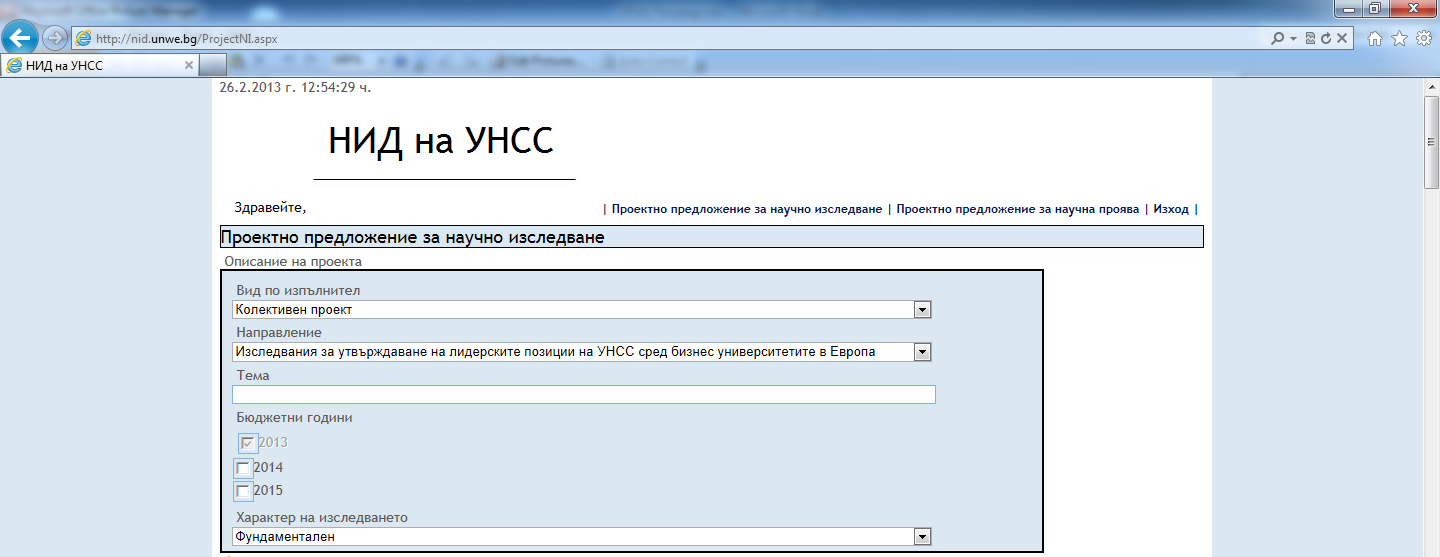 http://nid.unwe.bg/ProjectNI.aspx
НИД на УНСС
26.2.2013 г. 12:54:29 ч.
НИД на УНСС
Здравейте,
| Проектно предложение за научно изследване | Проектно предложение за научна проява | Изход |
Проектно предложение за научно изследване
Описание на проекта
Вид по изпълнител
Колективен проект
Направление
Изследвания за утвърждаване на лидерските позиции на УНСС сред бизнес университетите в Европа
Тема
Бюджетни години
2013
2014
2015
Характер на изследването
Фундаментален